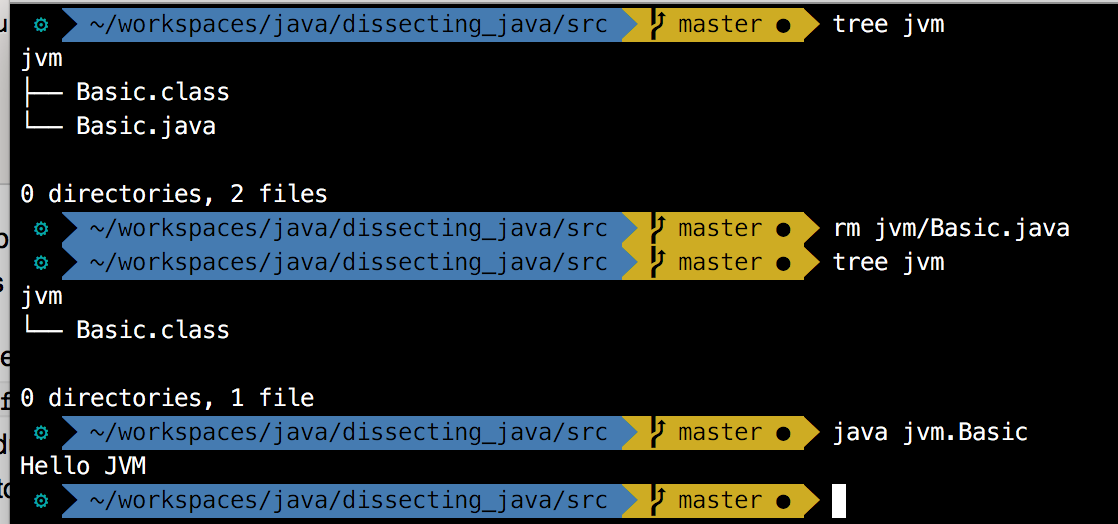 ~/workspaces/java/dissecting_java/src master ● tree jvm
jvm
├── Basic.class
└── Basic.java
0 directories, 2 files
~/workspaces/java/dissecting_java/src master ● rm jvm/Basic.java
~/workspaces/java/dissecting_java/src master ● tree jvm
jvm
└── Basic.class
0 directories, 1 file
~/workspaces/java/dissecting_java/src master ● java jvm.Basic
Hello JVM
~/workspaces/java/dissecting_java/src master ●